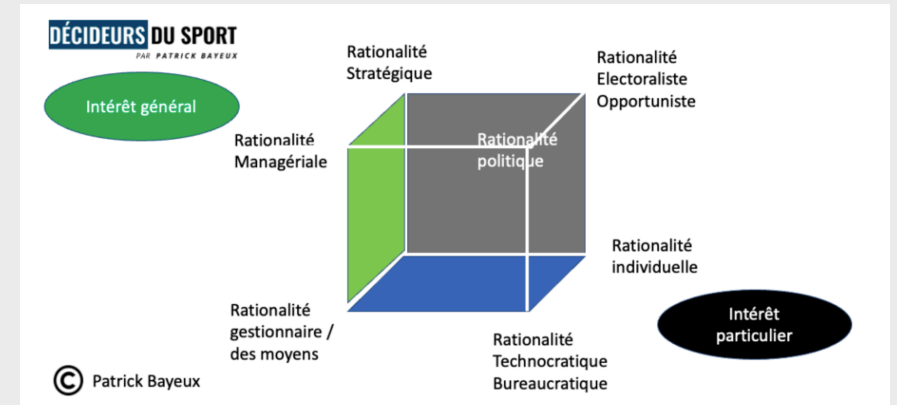 DÉCIDEURS DU SPORT
PAR PATRICK BAYEUX
Intérêt général
Rationalité
Stratégique
Rationalité
Electoraliste
Opportuniste
Rationalité
Managériale
Rationalité
politique
Rationalité
individuelle
Rationalité
gestionnaire /
des moyens
Rationalité
Technocratique
Bureaucratique
Intérêt
particulier
© Patrick Bayeux